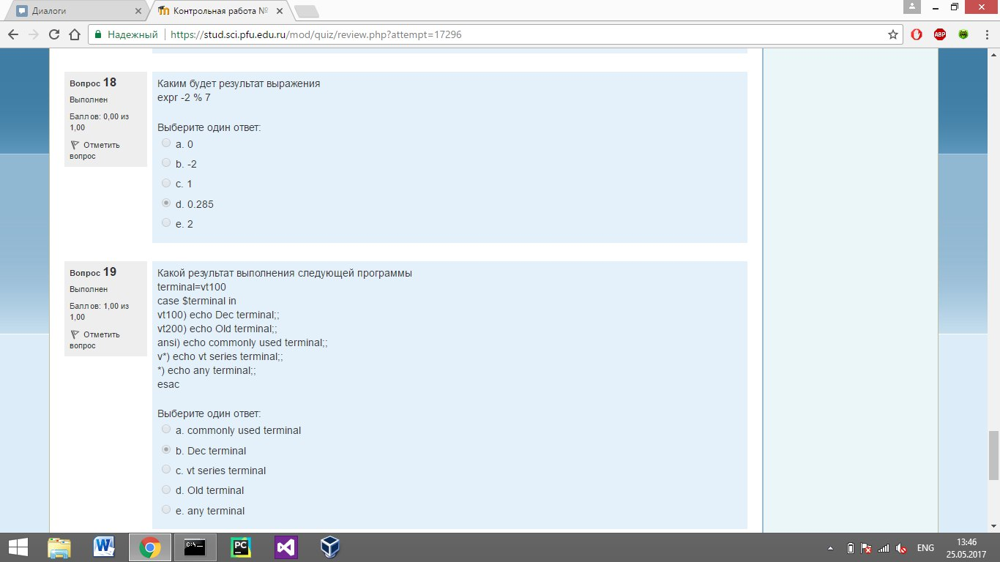 Диалоги
Контрольная работа №
Надежный
https://stud.sci.pfu.edu.ru/mod/quiz/review.php?attempt=17296
ABP
Вопрос 18
Выполнен
Баллов: 0,00 из
1,00
Отметить
вопрос
Каким будет результат выражения
expr -2 % 7
Выберите один ответ:
a. 0
b. -2
c. 1
d. 0.285
e. 2
Вопрос 19
Выполнен
Баллов: 1,00 из
1,00
Отметить
вопрос
Какой результат выполнения следующей программы
terminal=vt100
case $terminal in
vt100) echo Dec terminal;;
vt200) echo Old terminal;;
ansi) echo commonly used terminal;;
v*) echo vt series terminal;;
*) echo any terminal;;
esac
Выберите один ответ:
a. commonly used terminal
b. Dec terminal
c. vt series terminal
d. Old terminal
e. any terminal
W
C:\
PC
ENG
13:46
25.05.2017